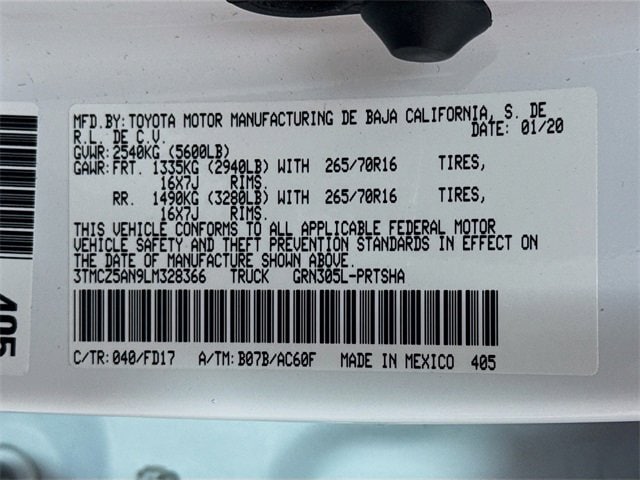 MFD.BY:TOYOTA MOTOR MANUFACTURING DE BAJA CALIFORNIA, S. DE
R.L. DE C.V. DATE: 01/20
GVWR:2540KG (5600LB)
GAWR:FRT. 1335KG (2940LB) WITH 265/70R16 TIRES,
16X7J RIMS.
RR. 1490KG (3280LB) WITH 265/70R16 TIRES,
16X7J RIMS.
THIS VEHICLE CONFORMS TO ALL APPLICABLE FEDERAL MOTOR
VEHICLE SAFETY AND THEFT PREVENTION STANDARDS IN EFFECT ON
THE DATE OF MANUFACTURE SHOWN ABOVE.
3TMCZ5AN9LM328366 TRUCK GRN305L-PRTSHA
C/TR:040/FD17 A/TM:B07B/AC60F MADE IN MEXICO 405
405